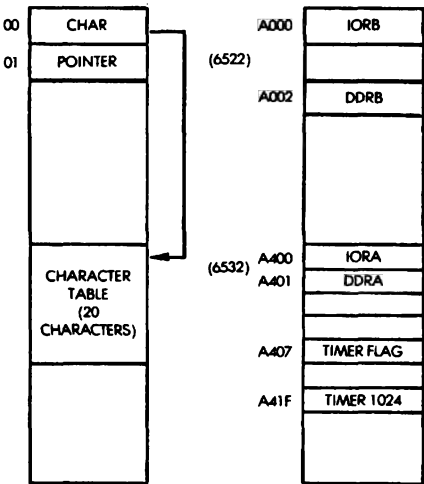 00 CHAR
01 POINTER
CHARACTER
TABLE
(20
CHARACTERS)
A000 IORB
(6522)
A002 DDRB
(6532)
A400 IORA
A401 DDRA
A407 TIMER FLAG
A41F TIMER 1024